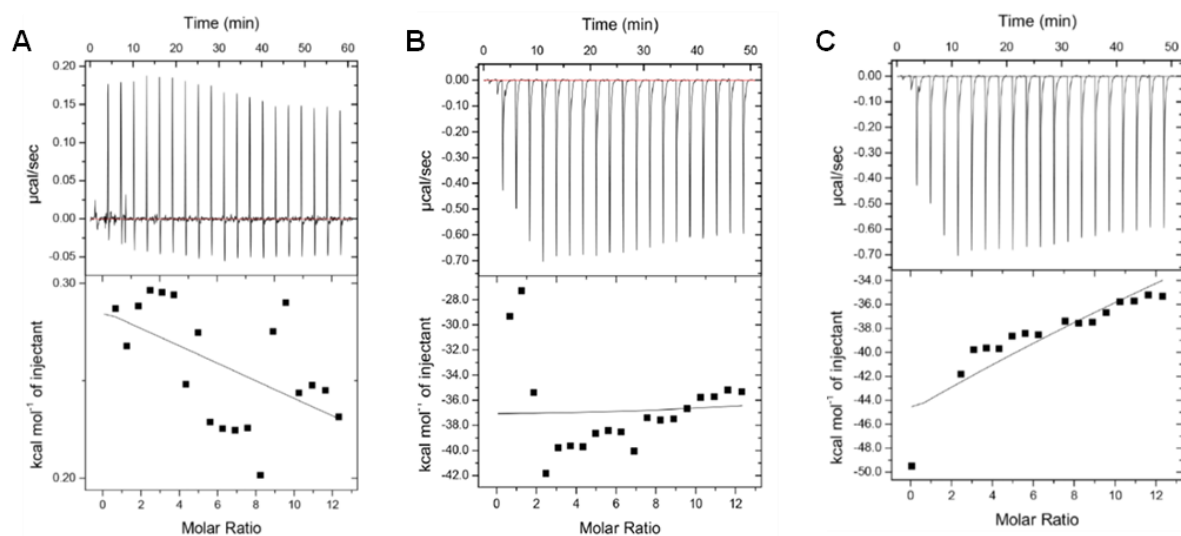 A
Time (min)
0 10 20 30 40 50 60
0.20
0.15
0.10
0.05
0.00
-0.05
µcal/sec
0.30
0.20
kcal mol⁻¹ of injectant
0 2 4 6 8 10 12
Molar Ratio
B
Time (min)
0 10 20 30 40 50
0.00
-0.10
-0.20
-0.30
-0.40
-0.50
-0.60
-0.70
µcal/sec
-28.0
-30.0
-32.0
-34.0
-36.0
-38.0
-40.0
-42.0
kcal mol⁻¹ of injectant
0 2 4 6 8 10 12
Molar Ratio
C
Time (min)
0 10 20 30 40 50
0.00
-0.10
-0.20
-0.30
-0.40
-0.50
-0.60
-0.70
µcal/sec
-34.0
-36.0
-38.0
-40.0
-42.0
-44.0
-46.0
-48.0
-50.0
kcal mol⁻¹ of injectant
0 2 4 6 8 10 12
Molar Ratio